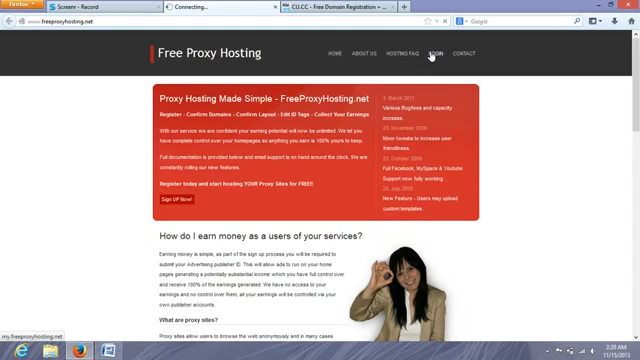 Firefox
Screenr - Record
Connecting...
CU.CC - Free Domain Registration + ...
www.freeproxyhosting.net
Google
Free Proxy Hosting
HOME ABOUT US HOSTING FAQ LOGIN CONTACT
Proxy Hosting Made Simple - FreeProxyHosting.net
Register - Confirm Domains - Confirm Layout - Edit ID Tags - Collect Your Earnings
With our service we are confident your earning potential will now be unlimited. We let you
have complete control over your homepages so anything you earn is 100% yours to keep.
Full documentation is provided below and email support is on hand around the clock. We are
constantly rolling our new features.
Register today and start hosting YOUR Proxy Sites for FREE!!
Sign UP Now!
3. March 2011
Various Bugfixes and capacity
increase.
23. November 2009
Minor tweaks to increase user
friendliness.
23. October 2009
Full Facebook, MySpace & Youtube
Support now fully working.
20. July 2009
New Feature - Users may upload
custom templates.
How do I earn money as a users of your services?
Earning money is simple, as part of the sign up process you will be required to
submit your Advertising publisher ID. This will allow ads to run on your home
pages generating a potentially substantial income which you have full control over
and receive 100% of the earnings generated. We have no access to your
earnings and no control over them, all your earnings will be controlled via your
own publisher accounts.
What are proxy sites?
Proxy sites allow users to browse the web anonymously and in many cases
my.freeproxyhosting.net
2:20 AM
11/15/2013